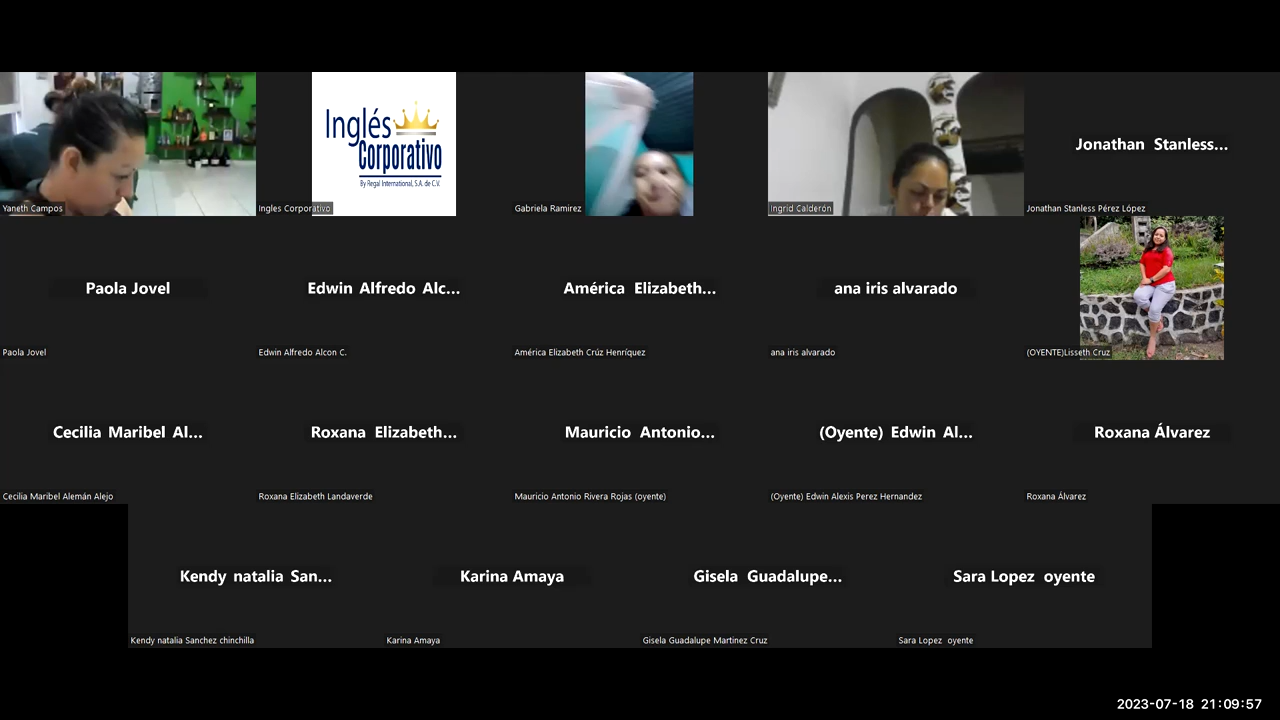 Inglés
Corporativo
By Regal International, S.A. de C.V.
Jonathan Stanless...
Yaneth Campos
Ingles Corporativo
Gabriela Ramirez
Ingrid Calderón
Jonathan Stanless Pérez López
Paola Jovel
Edwin Alfredo Alc...
América Elizabeth...
ana iris alvarado
Paola Jovel
Edwin Alfredo Alcon C.
América Elizabeth Crúz Henríquez
ana iris alvarado
(OYENTE)Lisseth Cruz
Cecilia Maribel Al...
Roxana Elizabeth...
Mauricio Antonio...
(Oyente) Edwin Al...
Roxana Álvarez
Cecilia Maribel Alemán Alejo
Roxana Elizabeth Landaverde
Mauricio Antonio Rivera Rojas (oyente)
(Oyente) Edwin Alexis Perez Hernandez
Roxana Álvarez
Kendy natalia San...
Karina Amaya
Gisela Guadalupe...
Sara Lopez oyente
Kendy natalia Sanchez chinchilla
Karina Amaya
Gisela Guadalupe Martinez Cruz
Sara Lopez oyente
2023-07-18 21:09:57